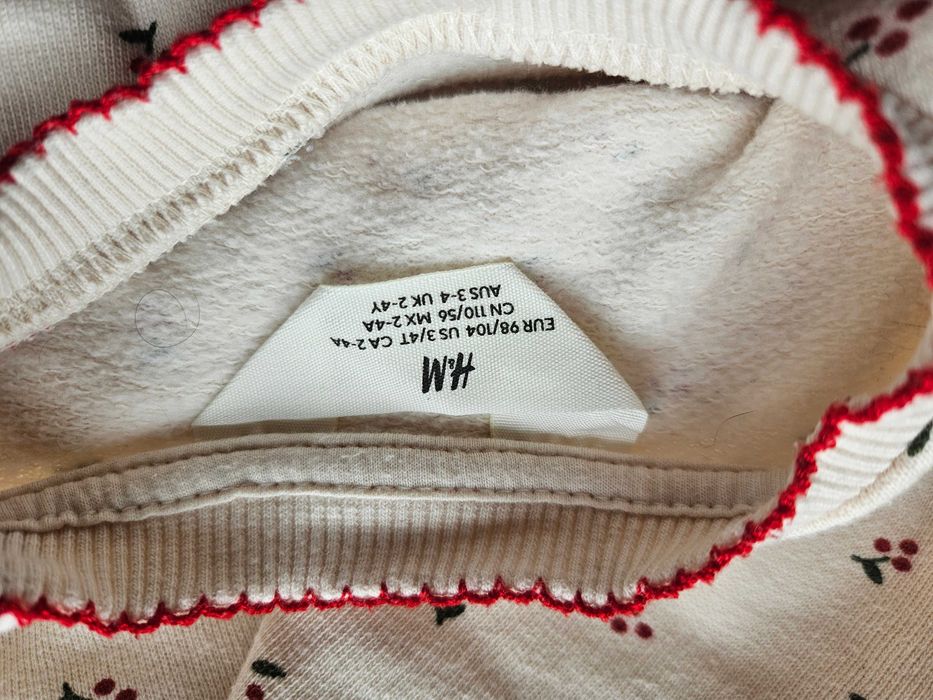 H&M
EUR 98/104 US 3/4T CA 2-4A
CN 110/56 MX 2-4A
AUS 3-4 UK 2-4Y